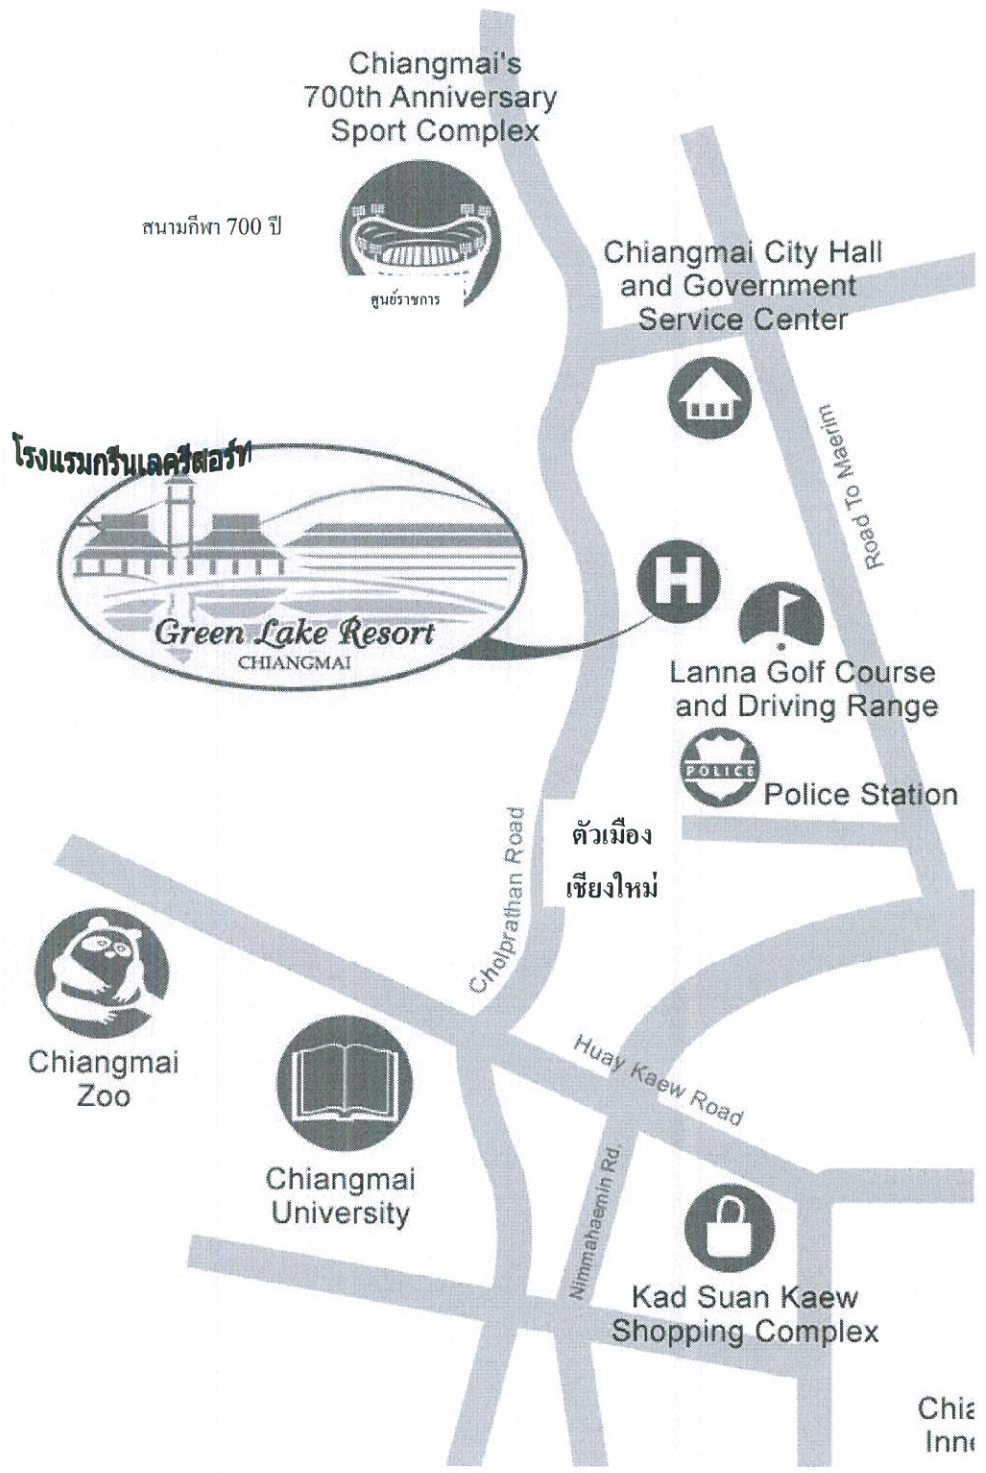 Chiangmai's
700th Anniversary
Sport Complex
สนามกีฬา 700 ปี
ศูนย์ราชการ
Chiangmai City Hall
and Government
Service Center
Road To Maerim
โรงแรมกรีนเลครีสอร์ท
Green Lake Resort
CHIANGMAI
H
Lanna Golf Course
and Driving Range
POLICE
Police Station
ตัวเมือง
เชียงใหม่
Cholprathan Road
Chiangmai
Zoo
Huay Kaew Road
Chiangmai
University
Nimmahaemin Rd.
Kad Suan Kaew
Shopping Complex